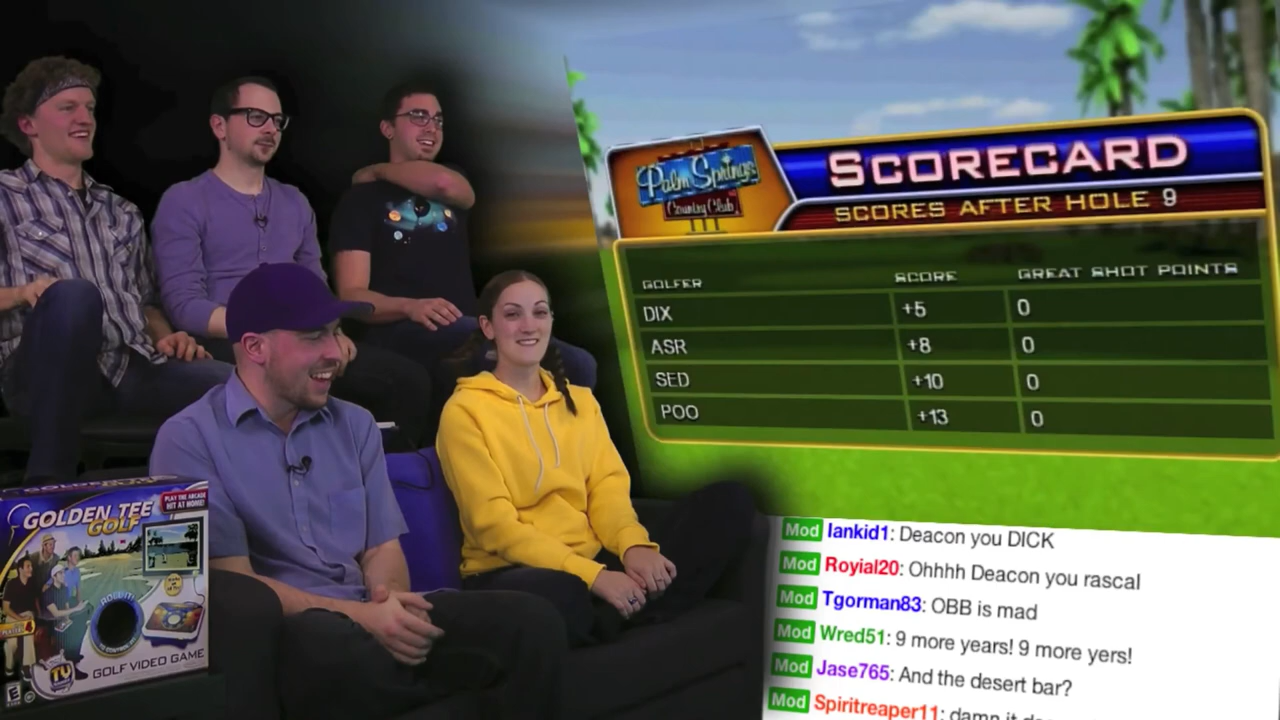 Palm Springs
Country Club
SCORECARD
SCORES AFTER HOLE 9
GOLFER SCORE GREAT SHOT POINTS
DIX +5 0
ASR +8 0
SED +10 0
POO +13 0
GOLDEN TEE
GOLF
PLAY THE ARCADE
HIT AT HOME!
TV
GOLF VIDEO GAME
E
Mod Iankid1: Deacon you DICK
Mod Royial20: Ohhhh Deacon you rascal
Mod Tgorman83: OBB is mad
Mod Wred51: 9 more years! 9 more yers!
Mod Jase765: And the desert bar?
Mod Spiritreaper11: damn it